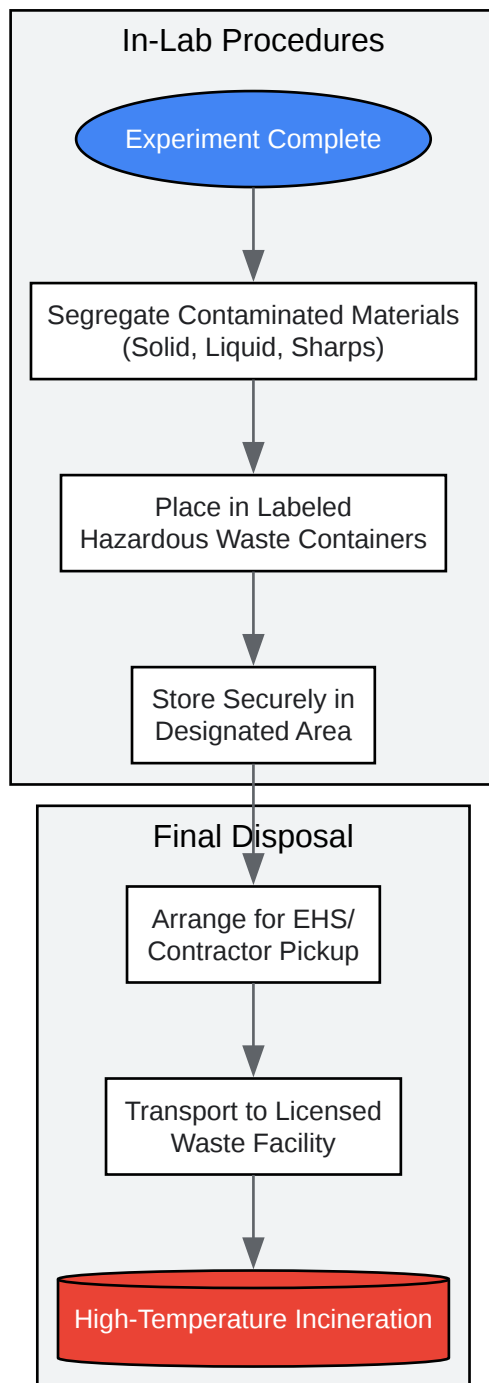 In-Lab Procedures
Experiment Complete
Segregate Contaminated Materials
(Solid, Liquid, Sharps)
Place in Labeled
Hazardous Waste Containers
Store Securely in
Designated Area
Final Disposal
Arrange for EHS/
Contractor Pickup
Transport to Licensed
Waste Facility
High-Temperature Incineration